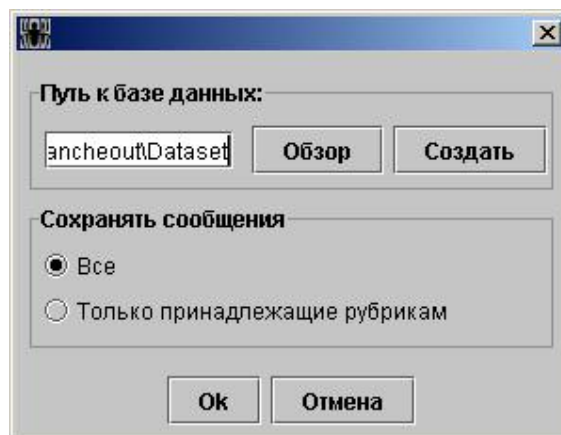 Путь к базе данных:
ancheout\Dataset Обзор Создать
Сохранять сообщения
Все
Только принадлежащие рубрикам
Ok Отмена